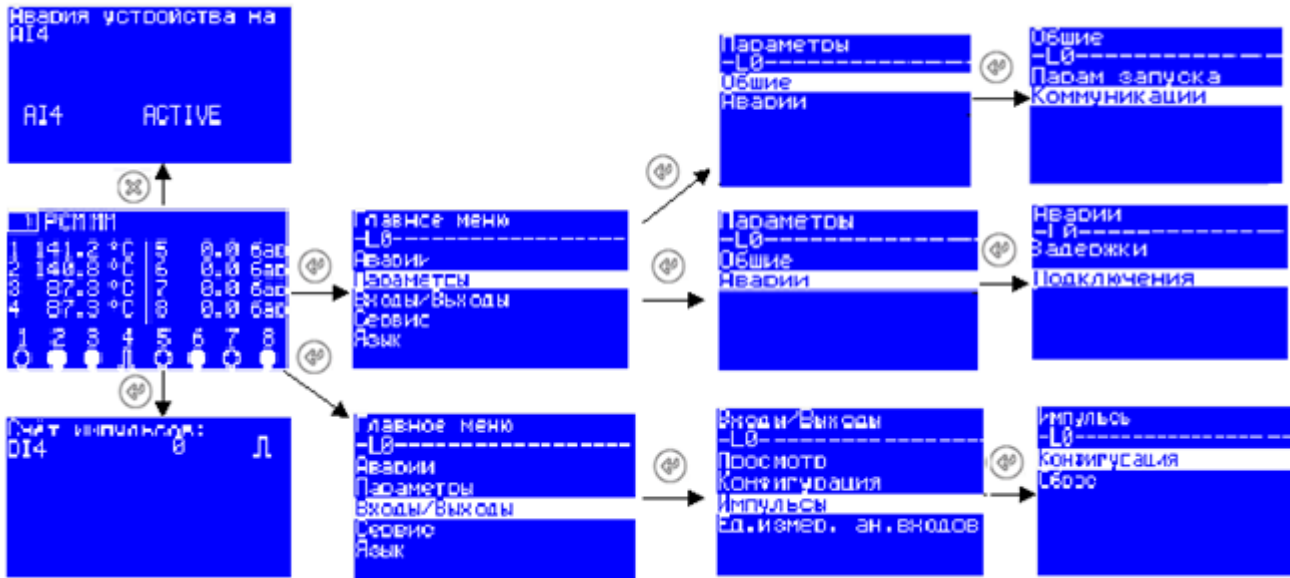 Авария устройства на
AI4
AI4 ACTIVE
РСМММ
1 141.2 °C 5 0.0 бар
2 140.8 °C 6 0.0 бар
3 87.3 °C 7 0.0 бар
4 87.3 °C 8 0.0 бар
1 2 3 4 5 6 7 8
Счёт импульсов:
DI4 0
Главное меню
-L0-
Аварии
Параметры
Входы/Выходы
Сервис
Язык
Главное меню
-L0-
Аварии
Параметры
Входы/Выходы
Сервис
Язык
Параметры
-L0-
Общие
Аварии
Общие
-L0-
Парам запуска
Коммуникации
Параметры
-L0-
Общие
Аварии
Аварии
-L0-
Задержки
Подключения
Входы/Выходы
-L0-
Просмотр
Конфигурация
Импульсы
Ед.измер. ан.входов
Импульсы
-L0-
Конфигурация
Сброс